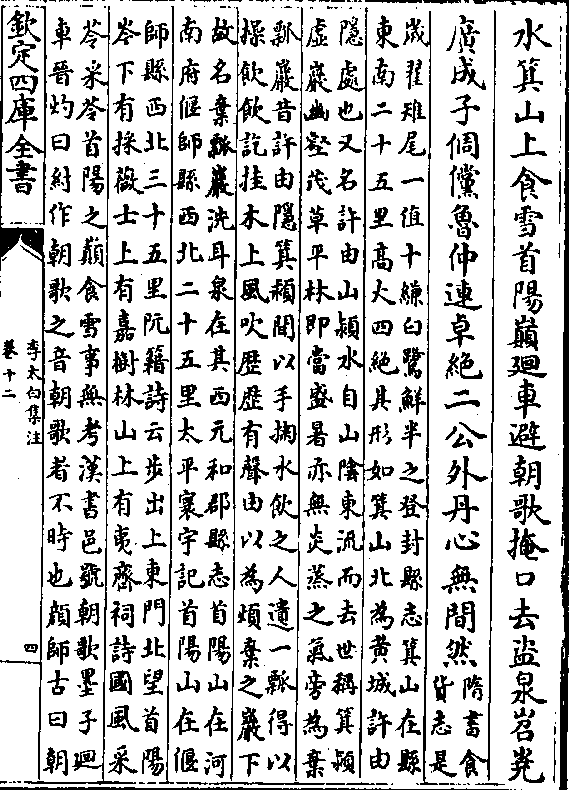 水箕山上食雪首陽巔廻車避朝歌掩口去盜泉岧嶤
廣成子倜儻魯仲連卓絶二公外丹心無間然
隋書食
貨志是
歲翟雉尾一值十縑白鷺鮮半之登封縣志箕山在縣
東南二十五里高大四絶其形如箕山北為黄城許由
隱處也又名許由山潁水自山陰東流而去世稱箕潁
虛巖幽壑茂草平林即當盛暑亦無炎蒸之氣旁為棄
瓢巖昔許由隱箕潁間以手掬水飲之人遺一瓢得以
操飲飲訖挂木上風吹歴歴有聲由以為煩棄之巖下
故名棄瓢巖洗耳泉在其西元和郡縣志首陽山在河
南府偃師縣西北二十五里太平寰宇記首陽山在偃
師縣西北三十五里阮籍詩云步出上東門北望首陽
岑下有採薇士上有嘉樹林山上有夷齊祠詩國風采
苓采苓首陽之巔食雪事無考漢書邑號朝歌墨子廻
車晉灼曰紂作朝歌之音朝歌者不時也顔師古曰朝
欽定四庫全書
李太白集注
卷十二
四